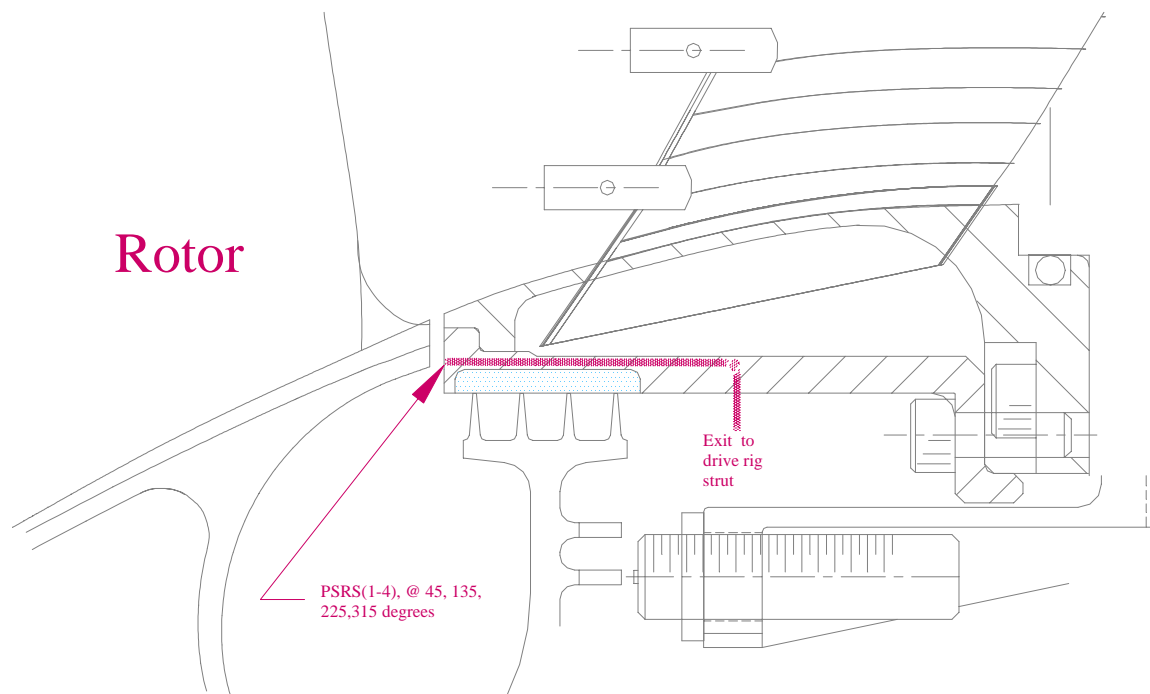 Rotor
Exit to
drive rig
strut
PSRS(1-4), @ 45, 135,
225,315 degrees